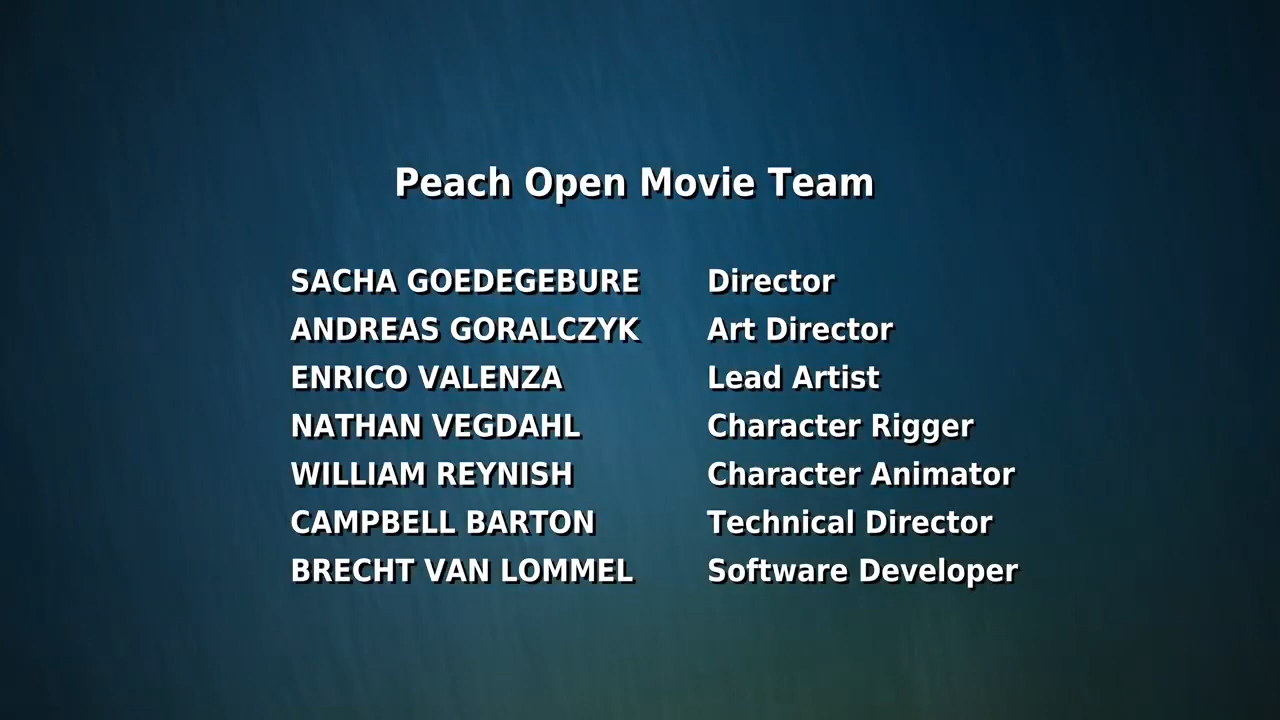 Peach Open Movie Team
SACHA GOEDEGEBURE Director
ANDREAS GORALCZYK Art Director
ENRICO VALENZA Lead Artist
NATHAN VEGDAHL Character Rigger
WILLIAM REYNISH Character Animator
CAMPBELL BARTON Technical Director
BRECHT VAN LOMMEL Software Developer